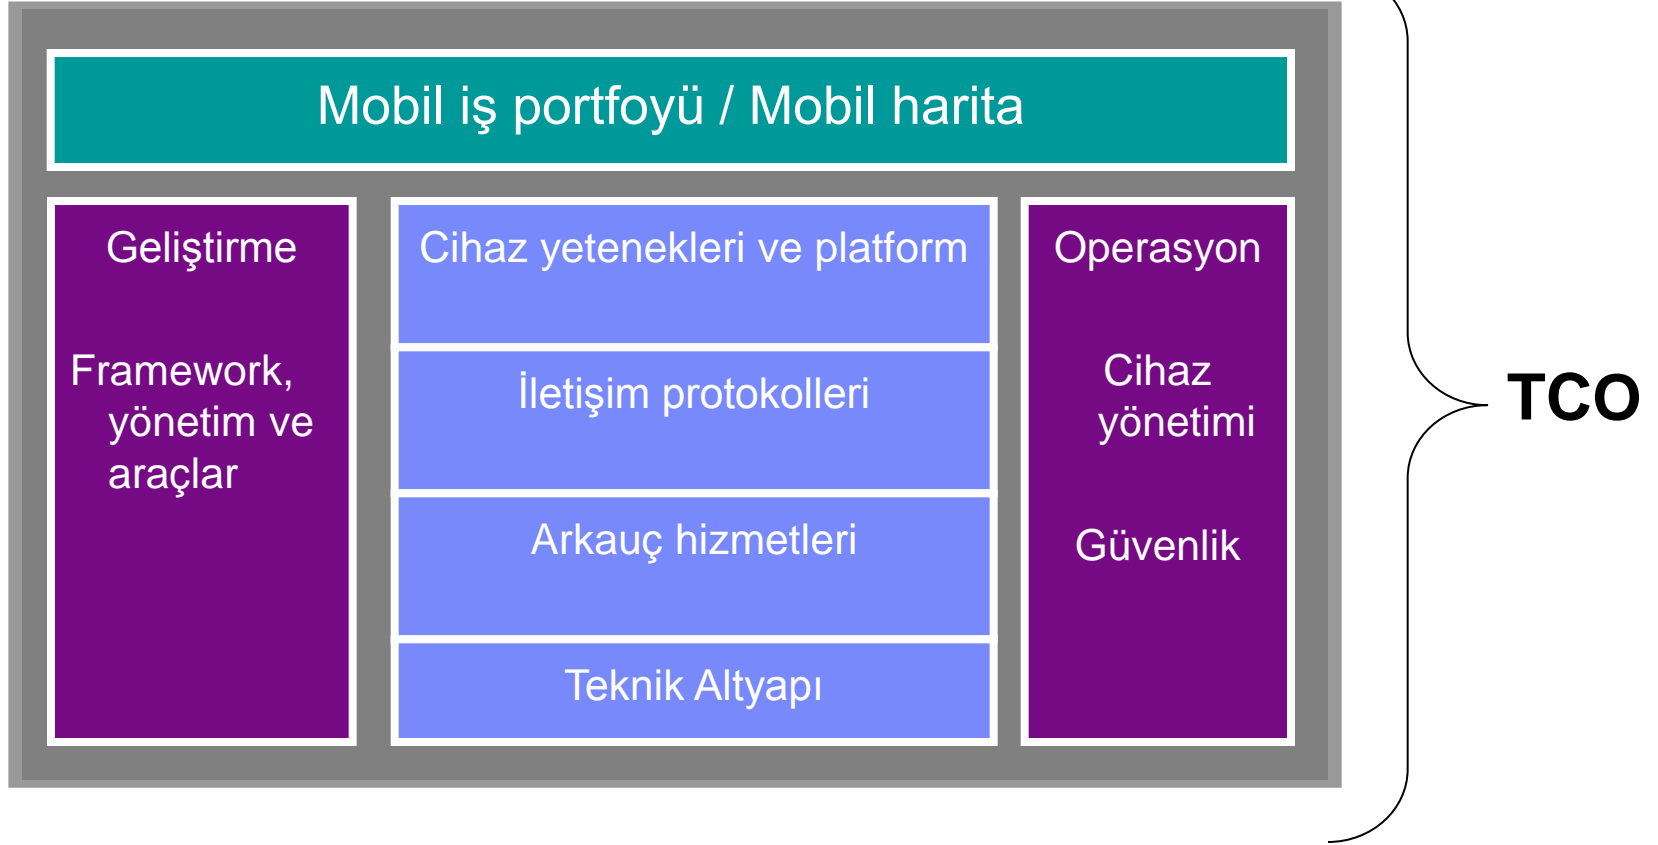 Mobil iş portfoyü / Mobil harita
Geliştirme
Framework,
yönetim ve
araçlar
Cihaz yetenekleri ve platform
İletişim protokolleri
Arkauç hizmetleri
Teknik Altyapı
Operasyon
Cihaz
yönetimi
Güvenlik
TCO